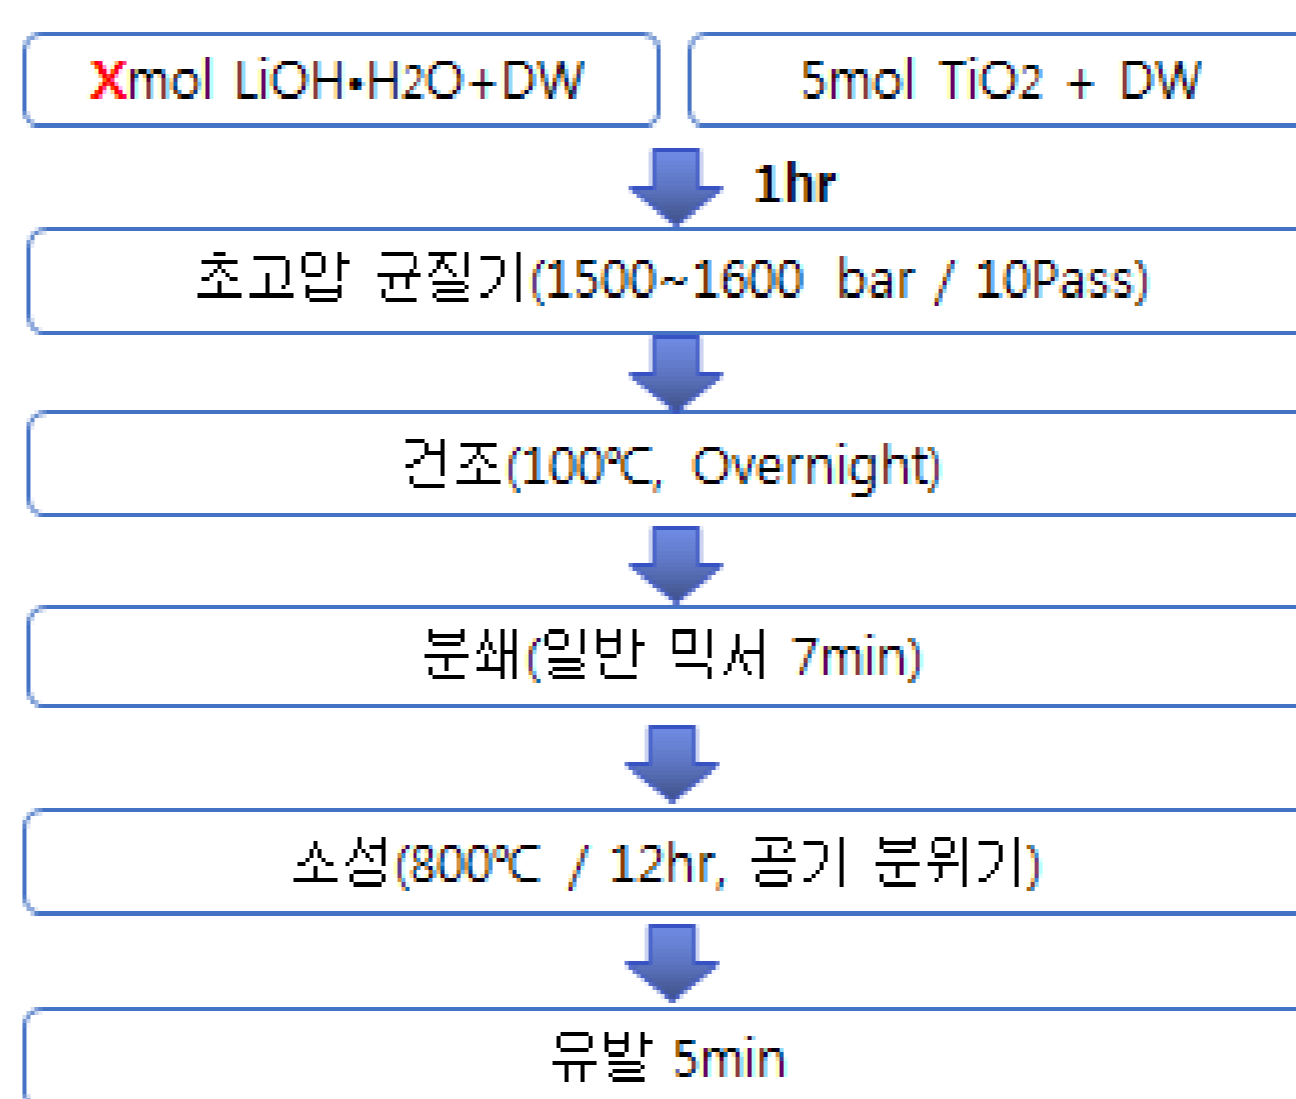 Xmol LiOH•H2O+DW
5mol TiO2 + DW
1hr
초고압 균질기(1500~1600 bar / 10Pass)
건조(100℃, Overnight)
분쇄(일반 믹서 7min)
소성(800℃ / 12hr, 공기 분위기)
유발 5min